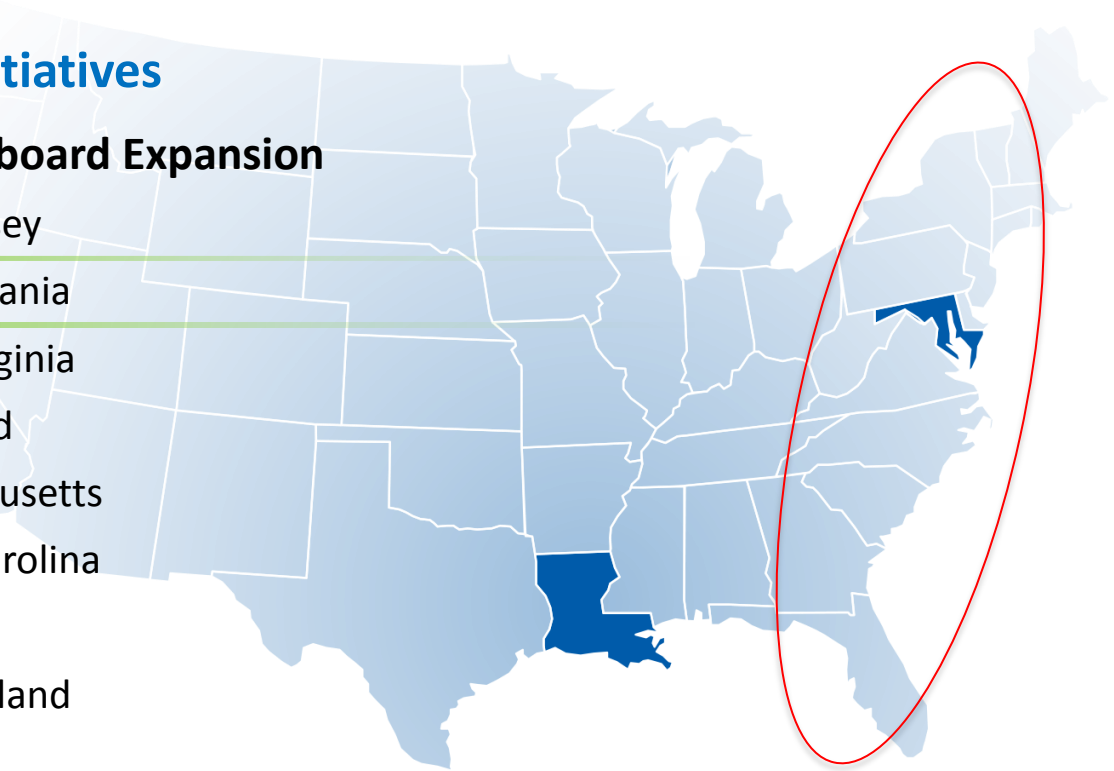 tiatives
board Expansion
ey
ania
ginia
d
usetts
rolina
land